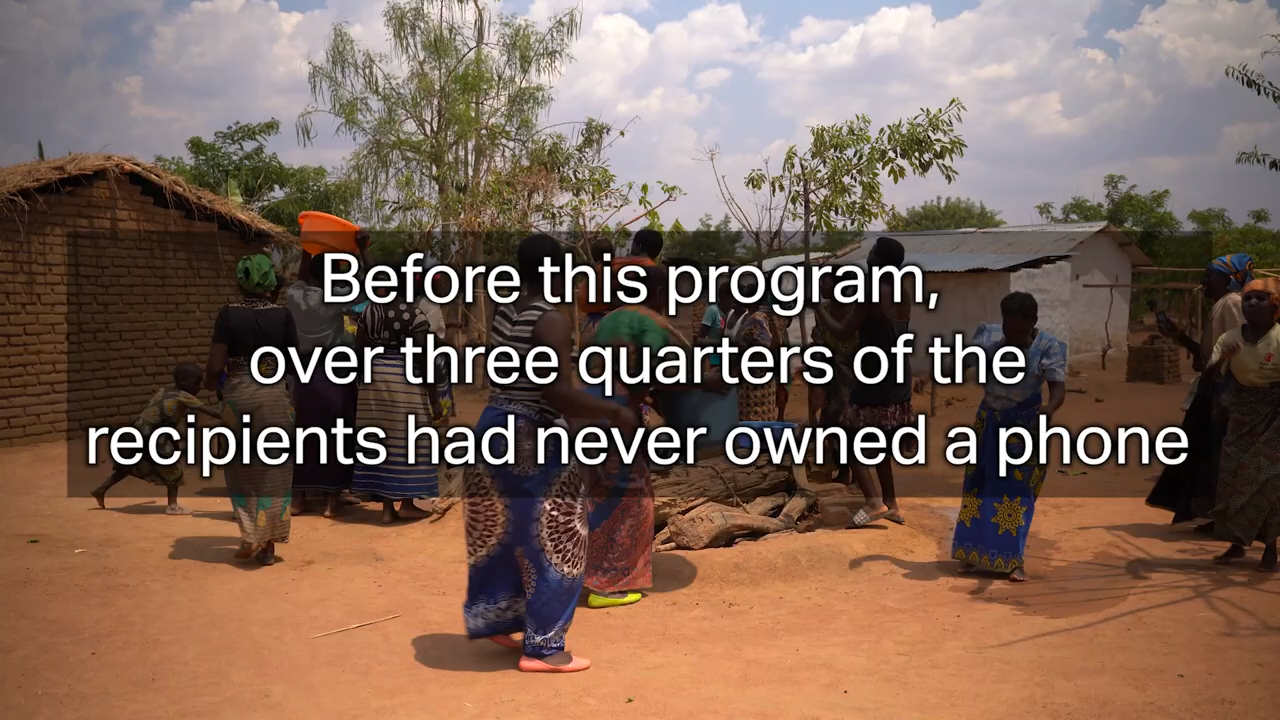 Before this program,
over three quarters of the
recipients had never owned a phone